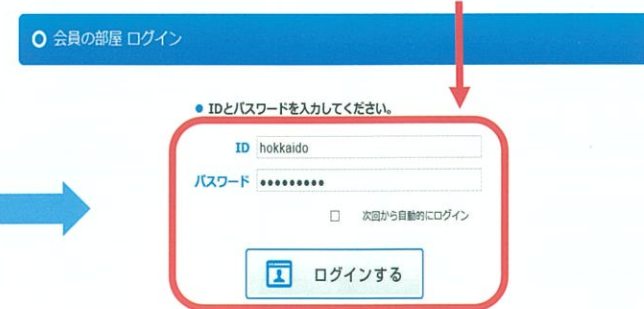 会員の部屋 ログイン
● IDとパスワードを入力してください。
ID hokkaido
パスワード ●●●●●●●●●
□ 次回から自動的にログイン
ログインする